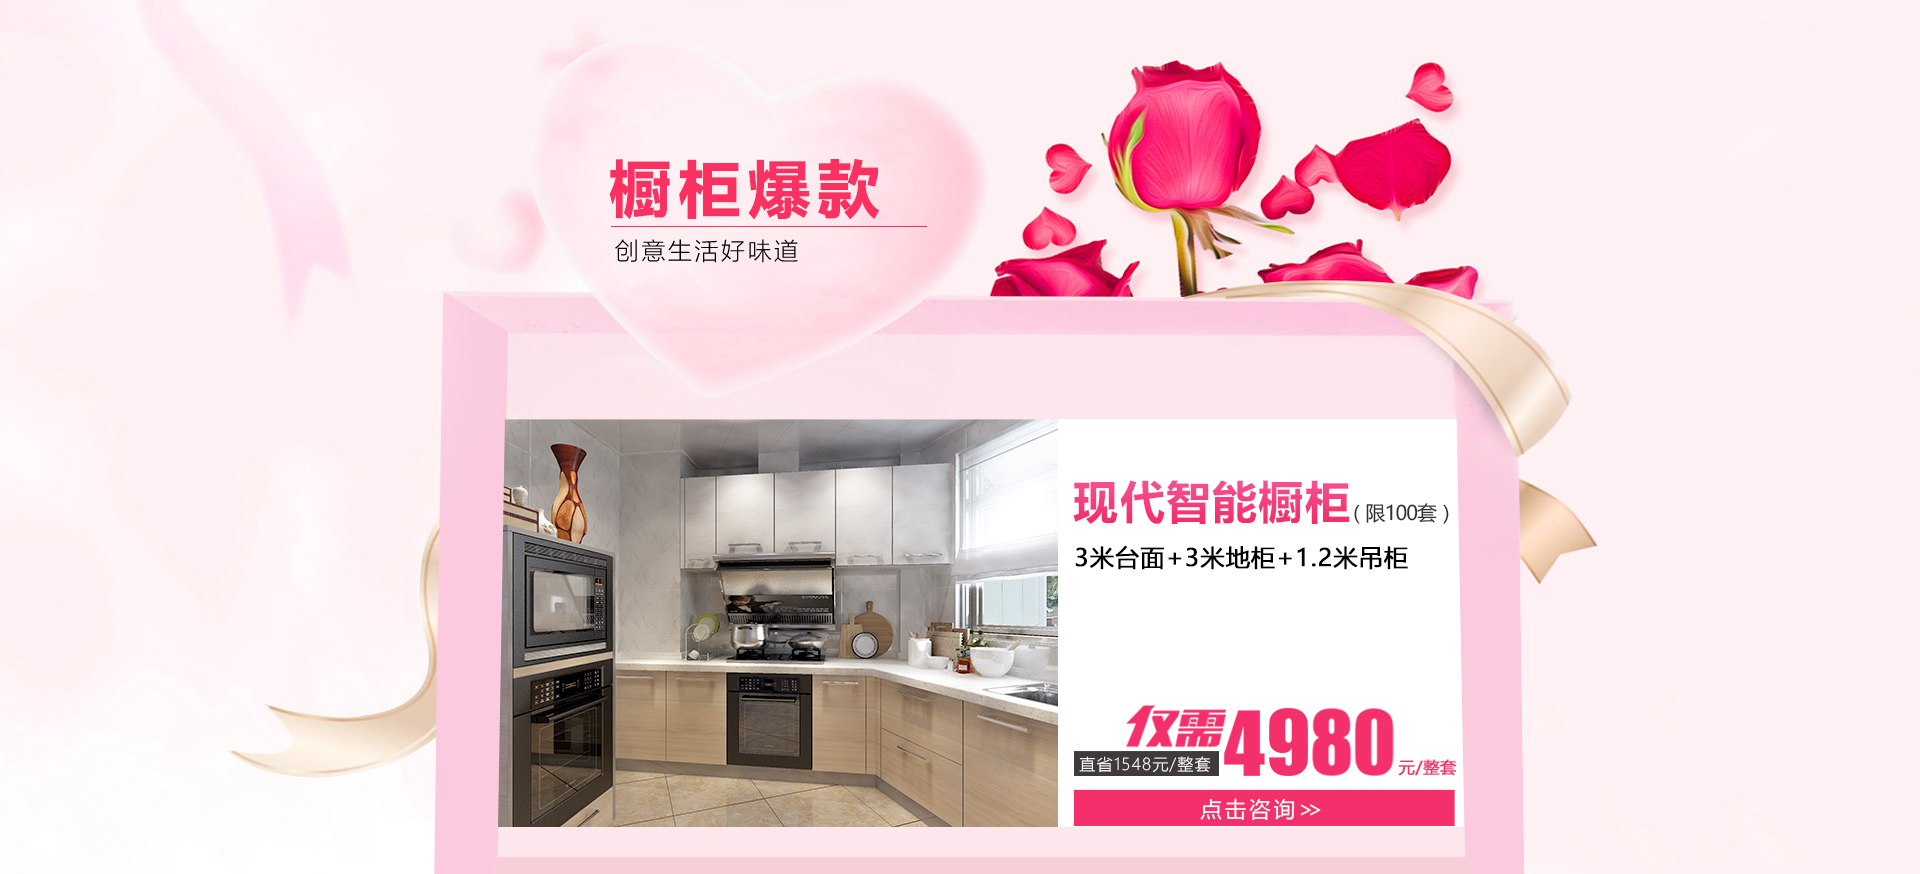 橱柜爆款
创意生活好味道
现代智能橱柜(限100套)
3米台面+3米地柜+1.2米吊柜
仅需4980元/整套
直省1548元/整套
点击咨询>>